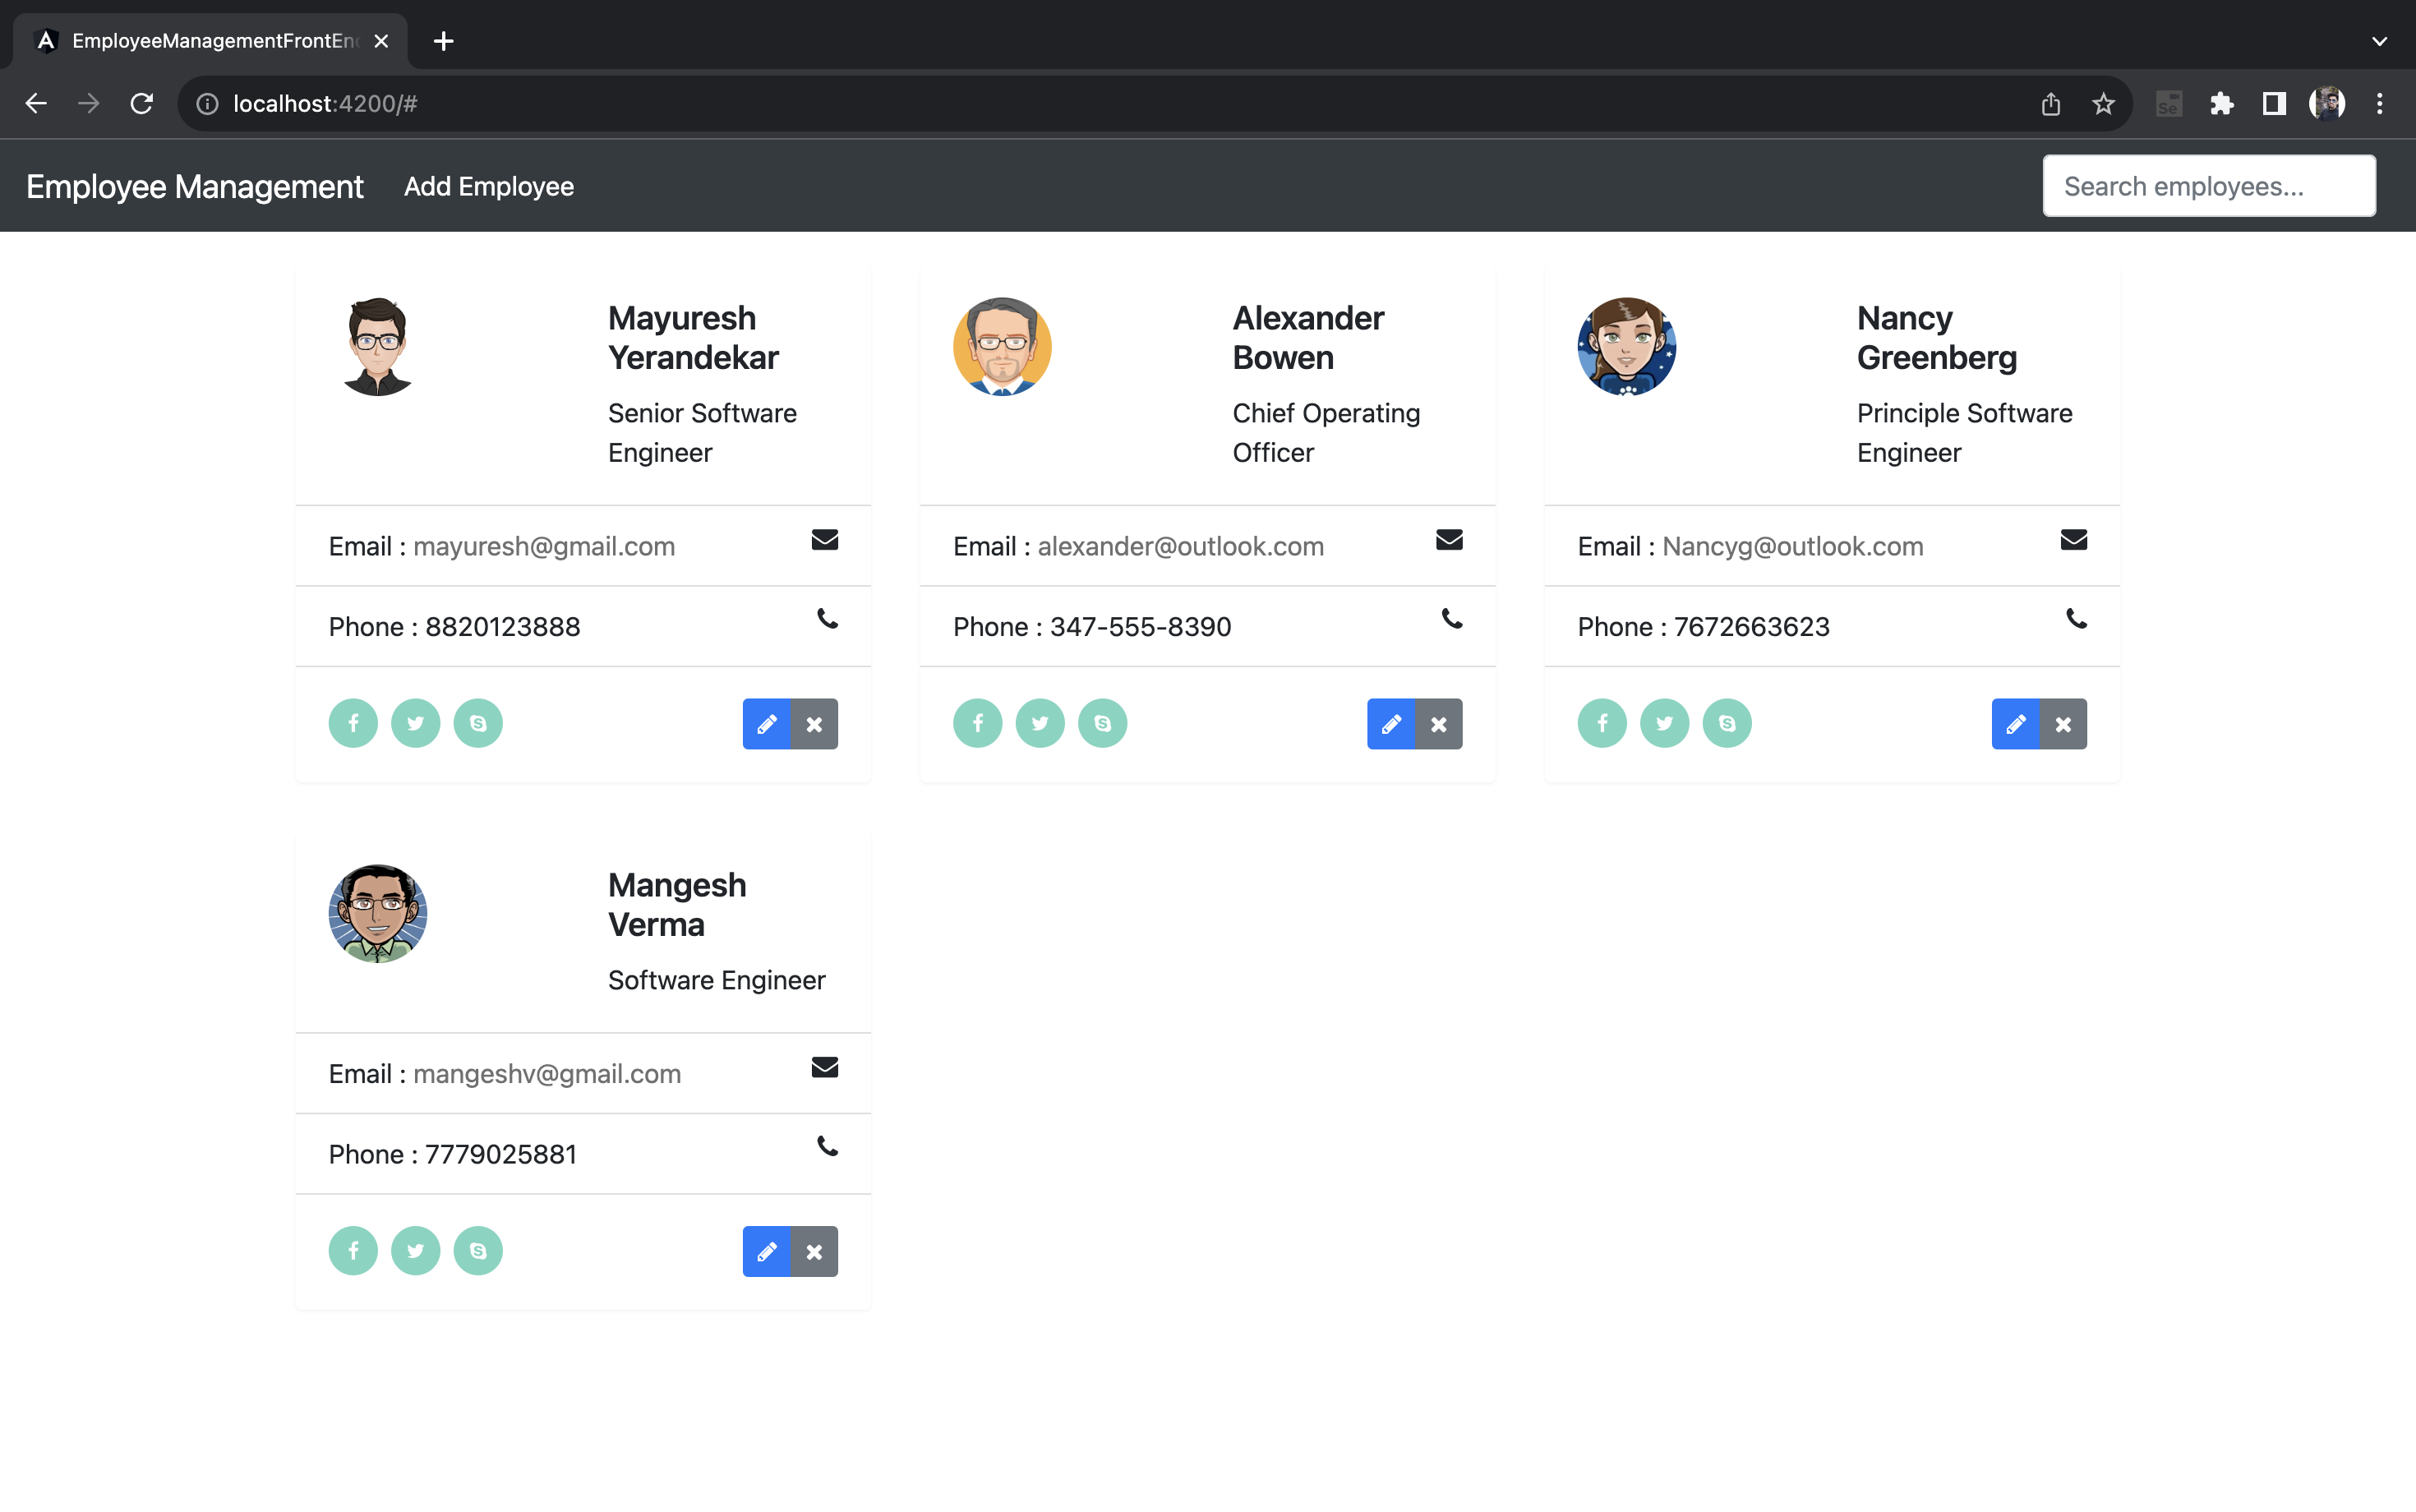 EmployeeManagementFrontEn
localhost:4200/#
Se
Employee Management
Add Employee
Search employees...
Mayuresh
Yerandekar
Senior Software
Engineer
Email : mayuresh@gmail.com
Phone : 8820123888
Alexander
Bowen
Chief Operating
Officer
Email : alexander@outlook.com
Phone : 347-555-8390
Nancy
Greenberg
Principle Software
Engineer
Email : Nancyg@outlook.com
Phone : 7672663623
Mangesh
Verma
Software Engineer
Email : mangeshv@gmail.com
Phone : 7779025881